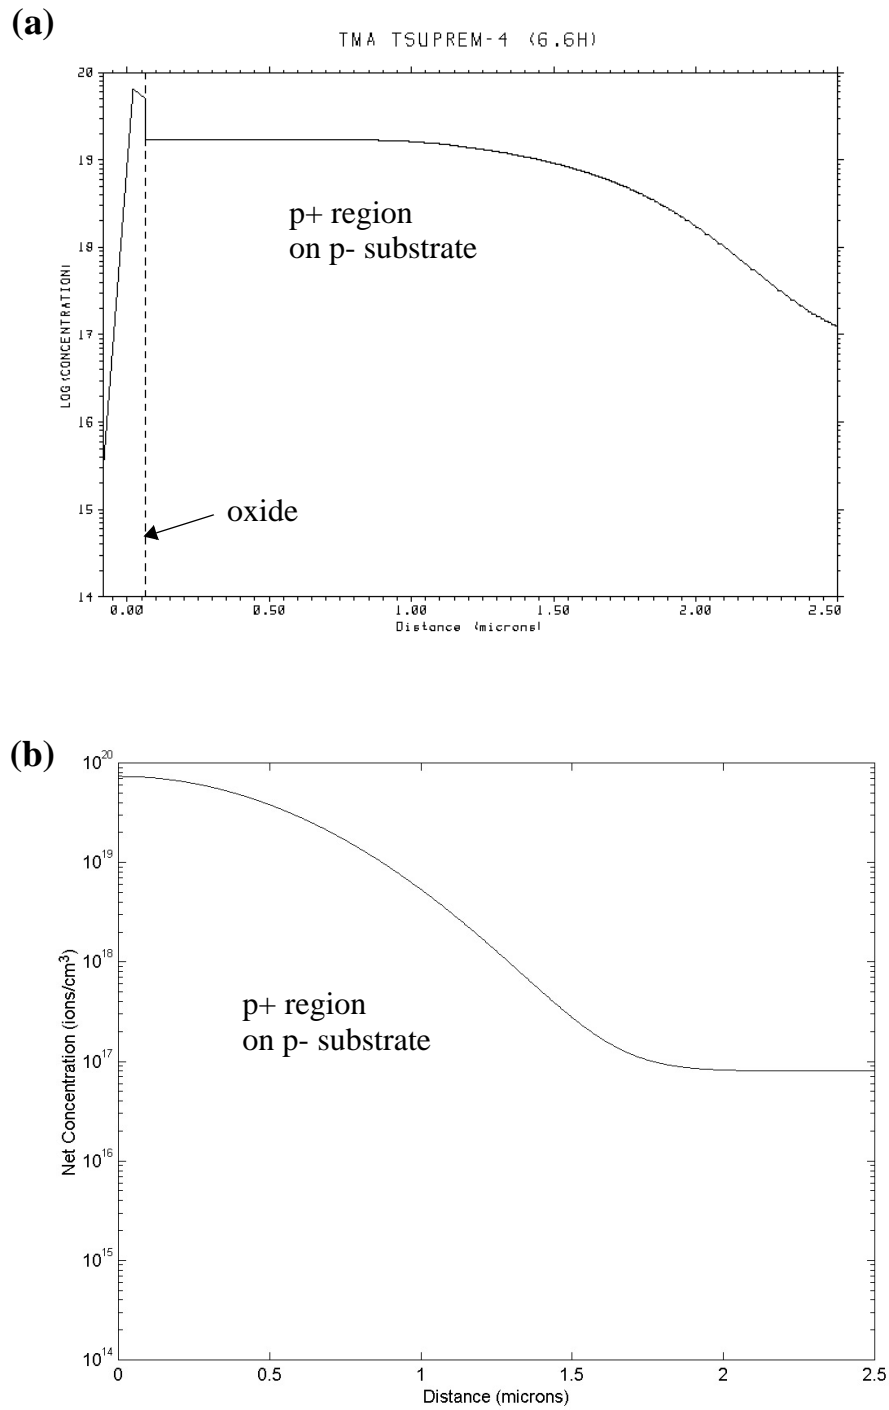 (a)
TMA TSUPREM-4 (6.6H)
20
19
18
17
16
15
14
LOG(CONCENTRATION)
p+ region
on p- substrate
oxide
0.00 0.50 1.00 1.50 2.00 2.50
Distance (microns)
(b)
10^20
10^19
10^18
10^17
10^16
10^15
10^14
Net Concentration (ions/cm^3)
p+ region
on p- substrate
0 0.5 1 1.5 2 2.5
Distance (microns)